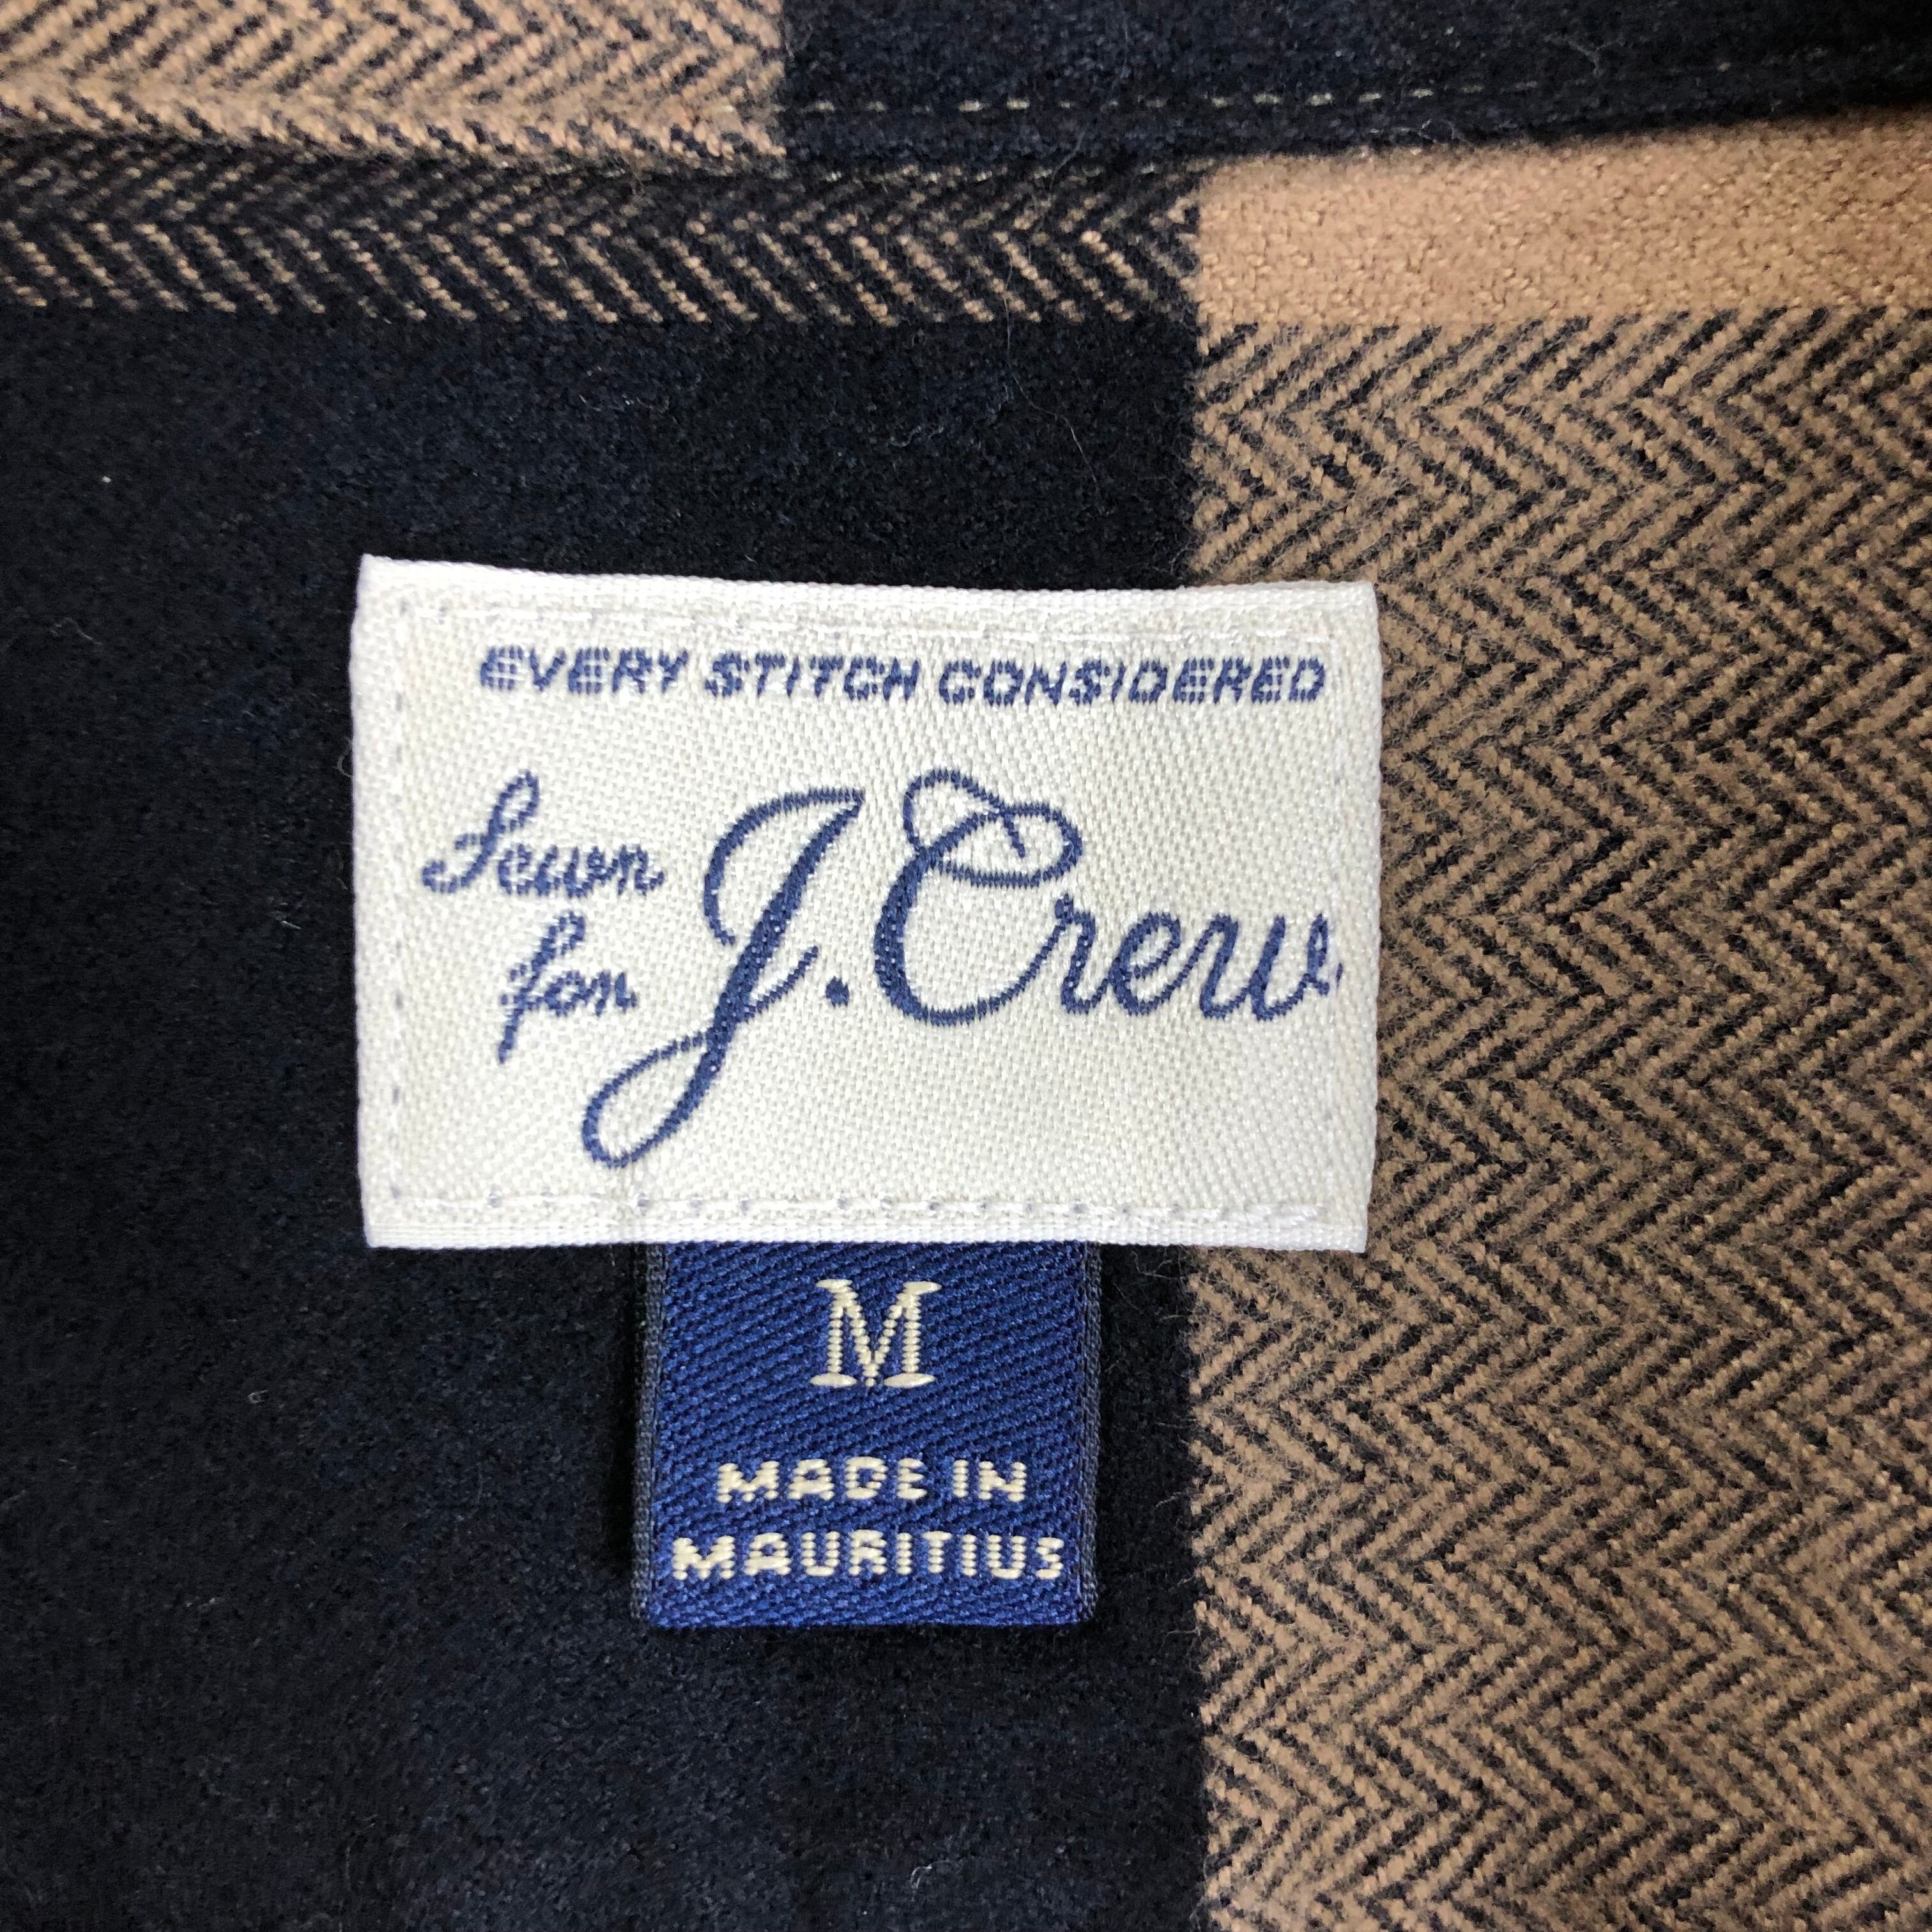 EVERY STITCH CONSIDERED
Sewn for J.Crew
M
MADE IN
MAURITIUS